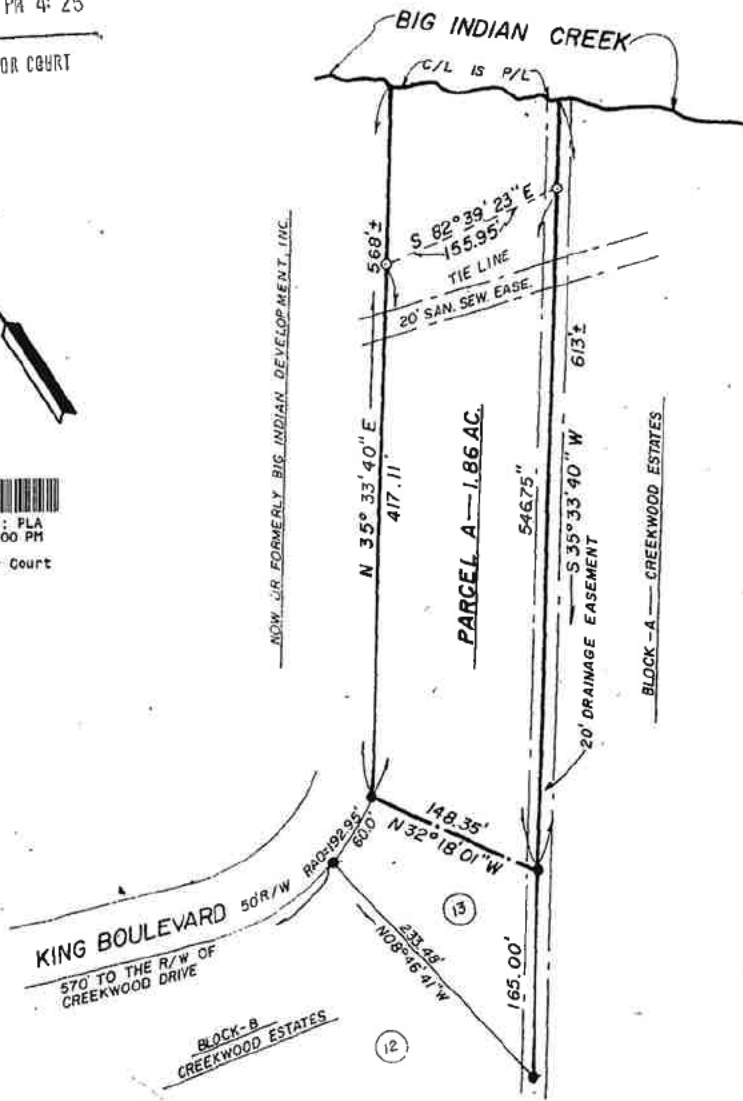 PM 4: 25
OR COURT
BIG INDIAN CREEK
C/L IS P/L
S 82° 39' 23" E
155.95'
TIE LINE
20' SAN. SEW. EASE.
568'±
613'±
NOW OR FORMERLY BIG INDIAN DEVELOPMENT, INC.
N 35° 33' 40" E
417.11'
PARCEL A — 1.86 AC.
546.75"
S 35° 33' 40" W
20' DRAINAGE EASEMENT
BLOCK -A — CREEKWOOD ESTATES
: PLA
00 PM
Court
148.35'
N 32° 18' 01" W
RAD=192.95'
60.0'
KING BOULEVARD 50' R/W
570' TO THE R/W OF
CREEKWOOD DRIVE
13
233.48'
N 08° 46' 41" W
165.00'
BLOCK-B
CREEKWOOD ESTATES
12